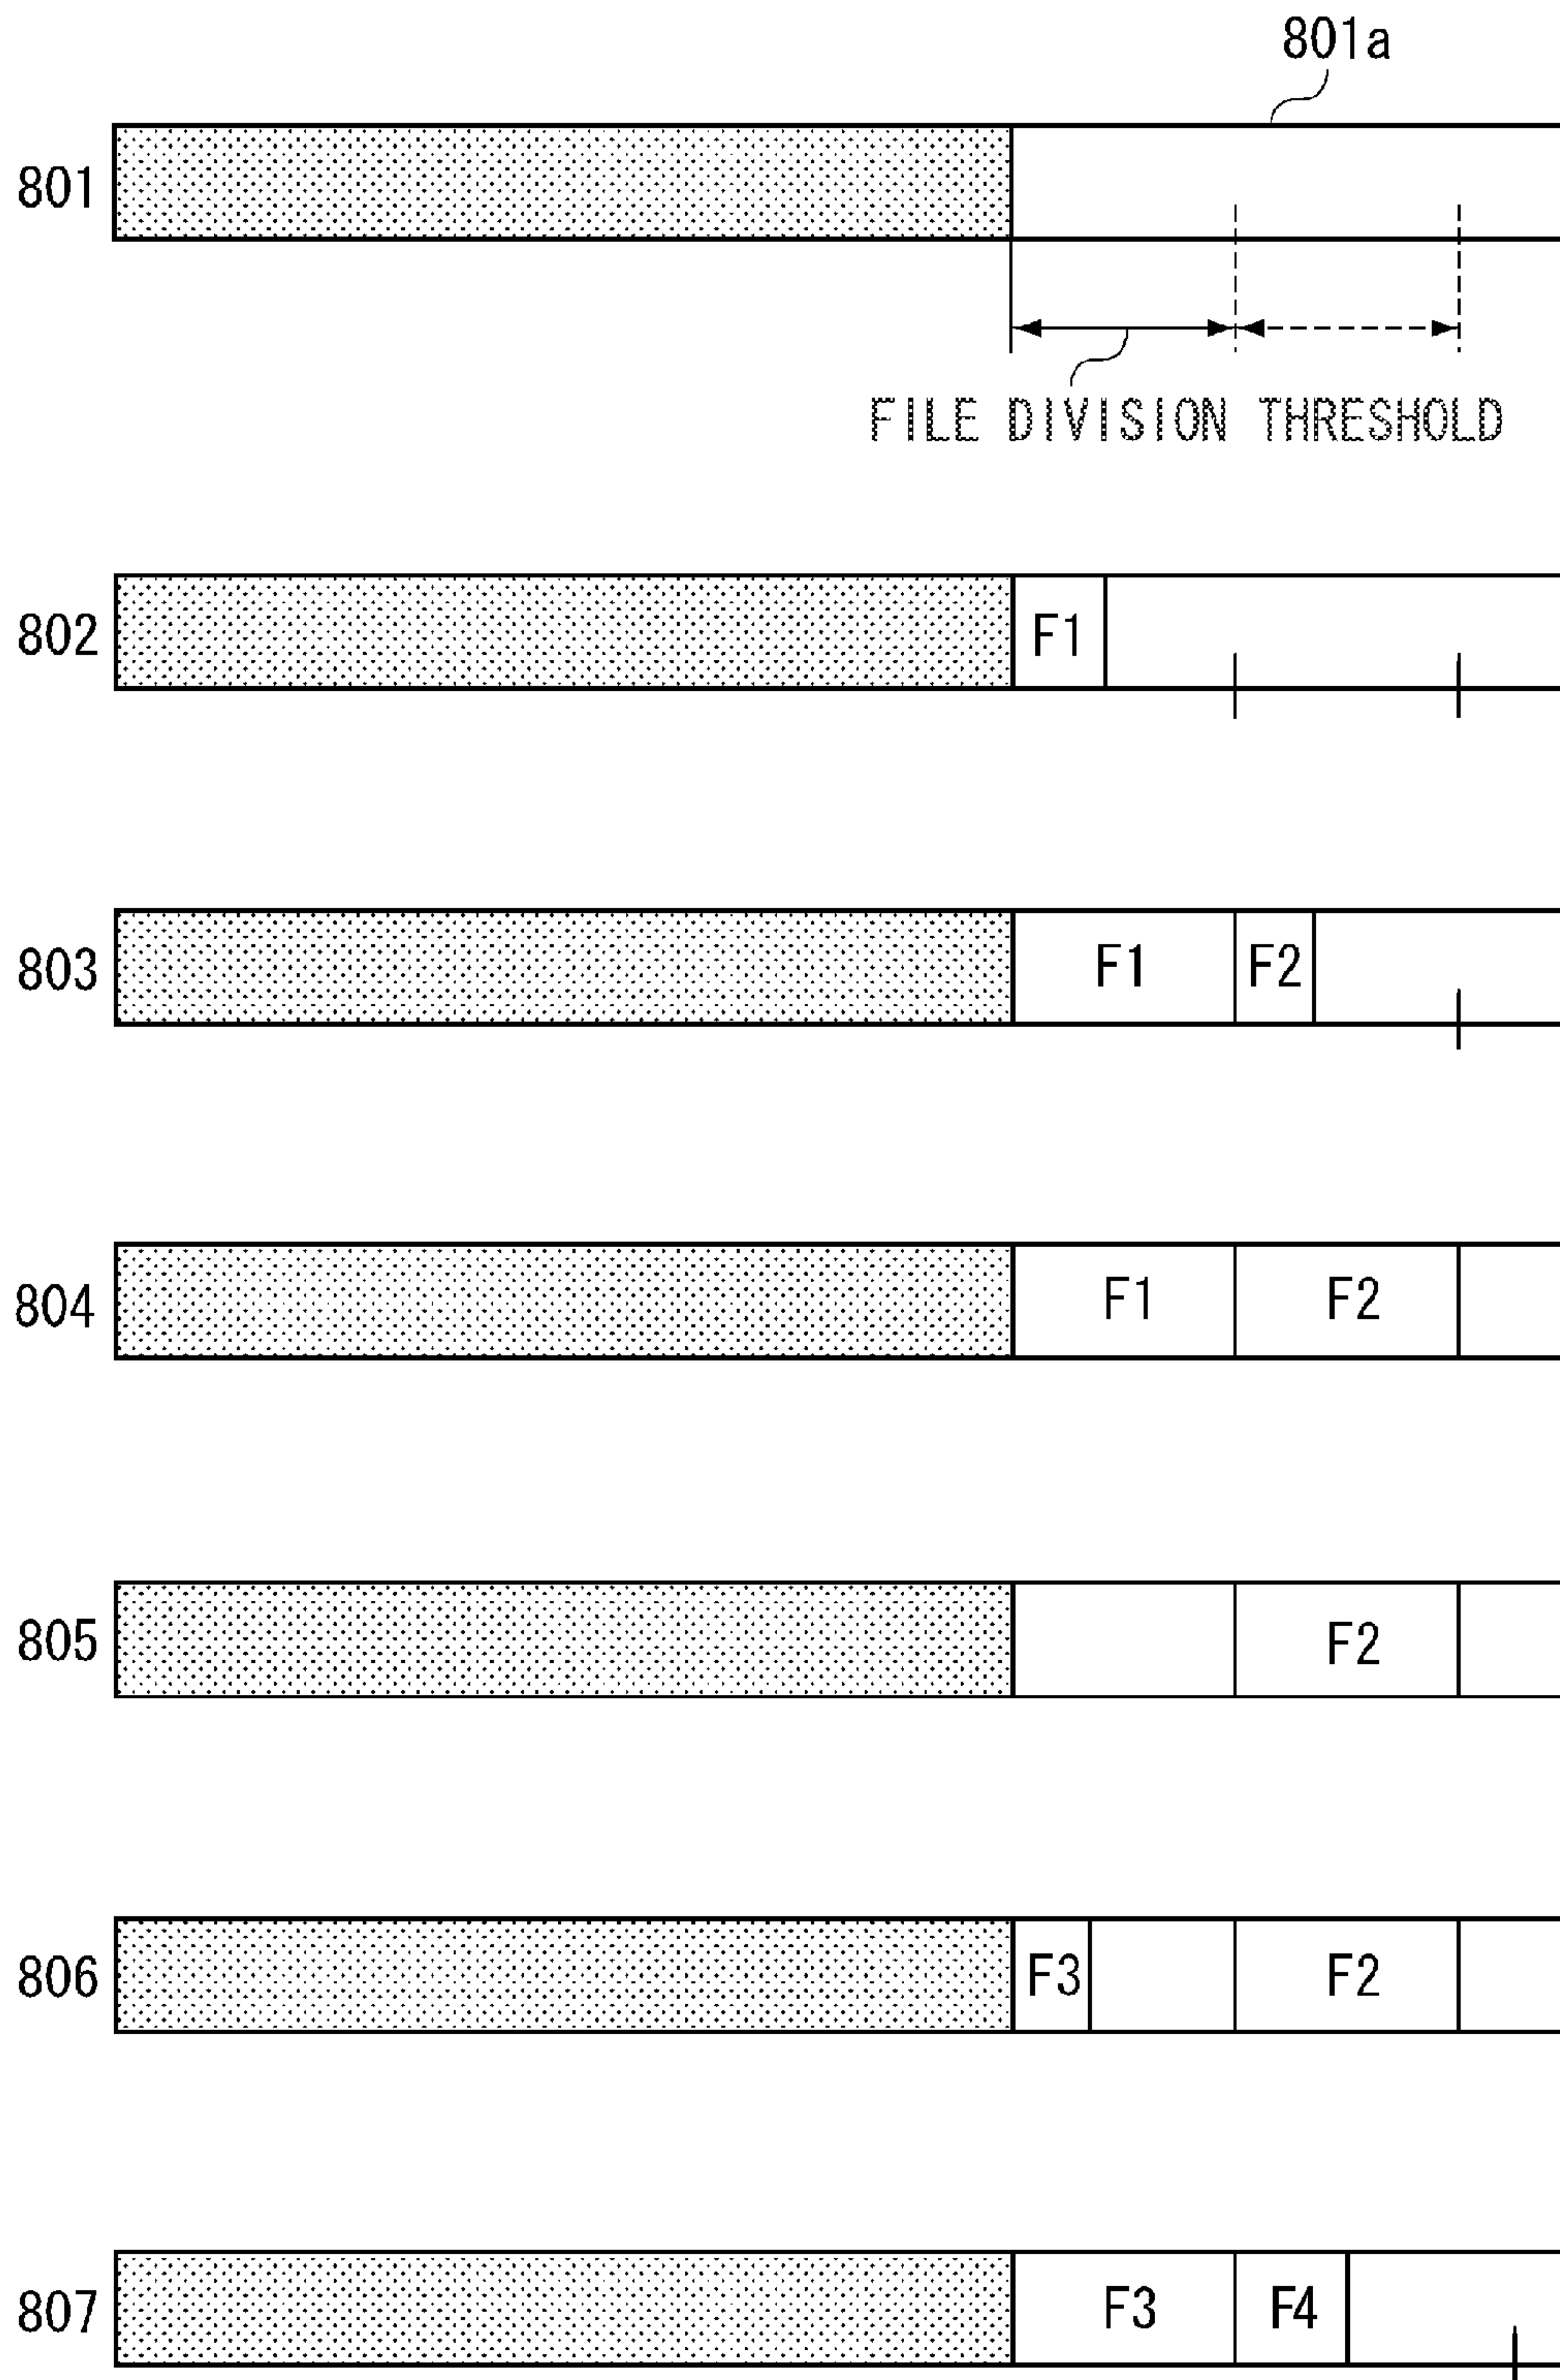 801a
801
FILE DIVISION THRESHOLD
802 F1
803 F1 F2
804 F1 F2
805 F2
806 F3 F2
807 F3 F4